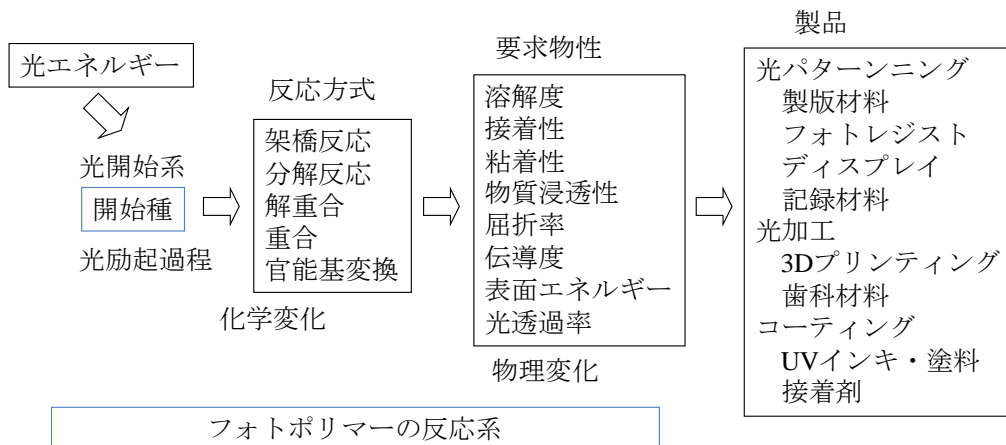 光エネルギー
光開始系
開始種
光励起過程
反応方式
架橋反応
分解反応
解重合
重合
官能基変換
化学変化
要求物性
溶解度
接着性
粘着性
物質浸透性
屈折率
伝導度
表面エネルギー
光透過率
物理変化
製品
光パターンニング
製版材料
フォトレジスト
ディスプレイ
記録材料
光加工
3Dプリンティング
歯科材料
コーティング
UVインキ・塗料
接着剤
フォトポリマーの反応系